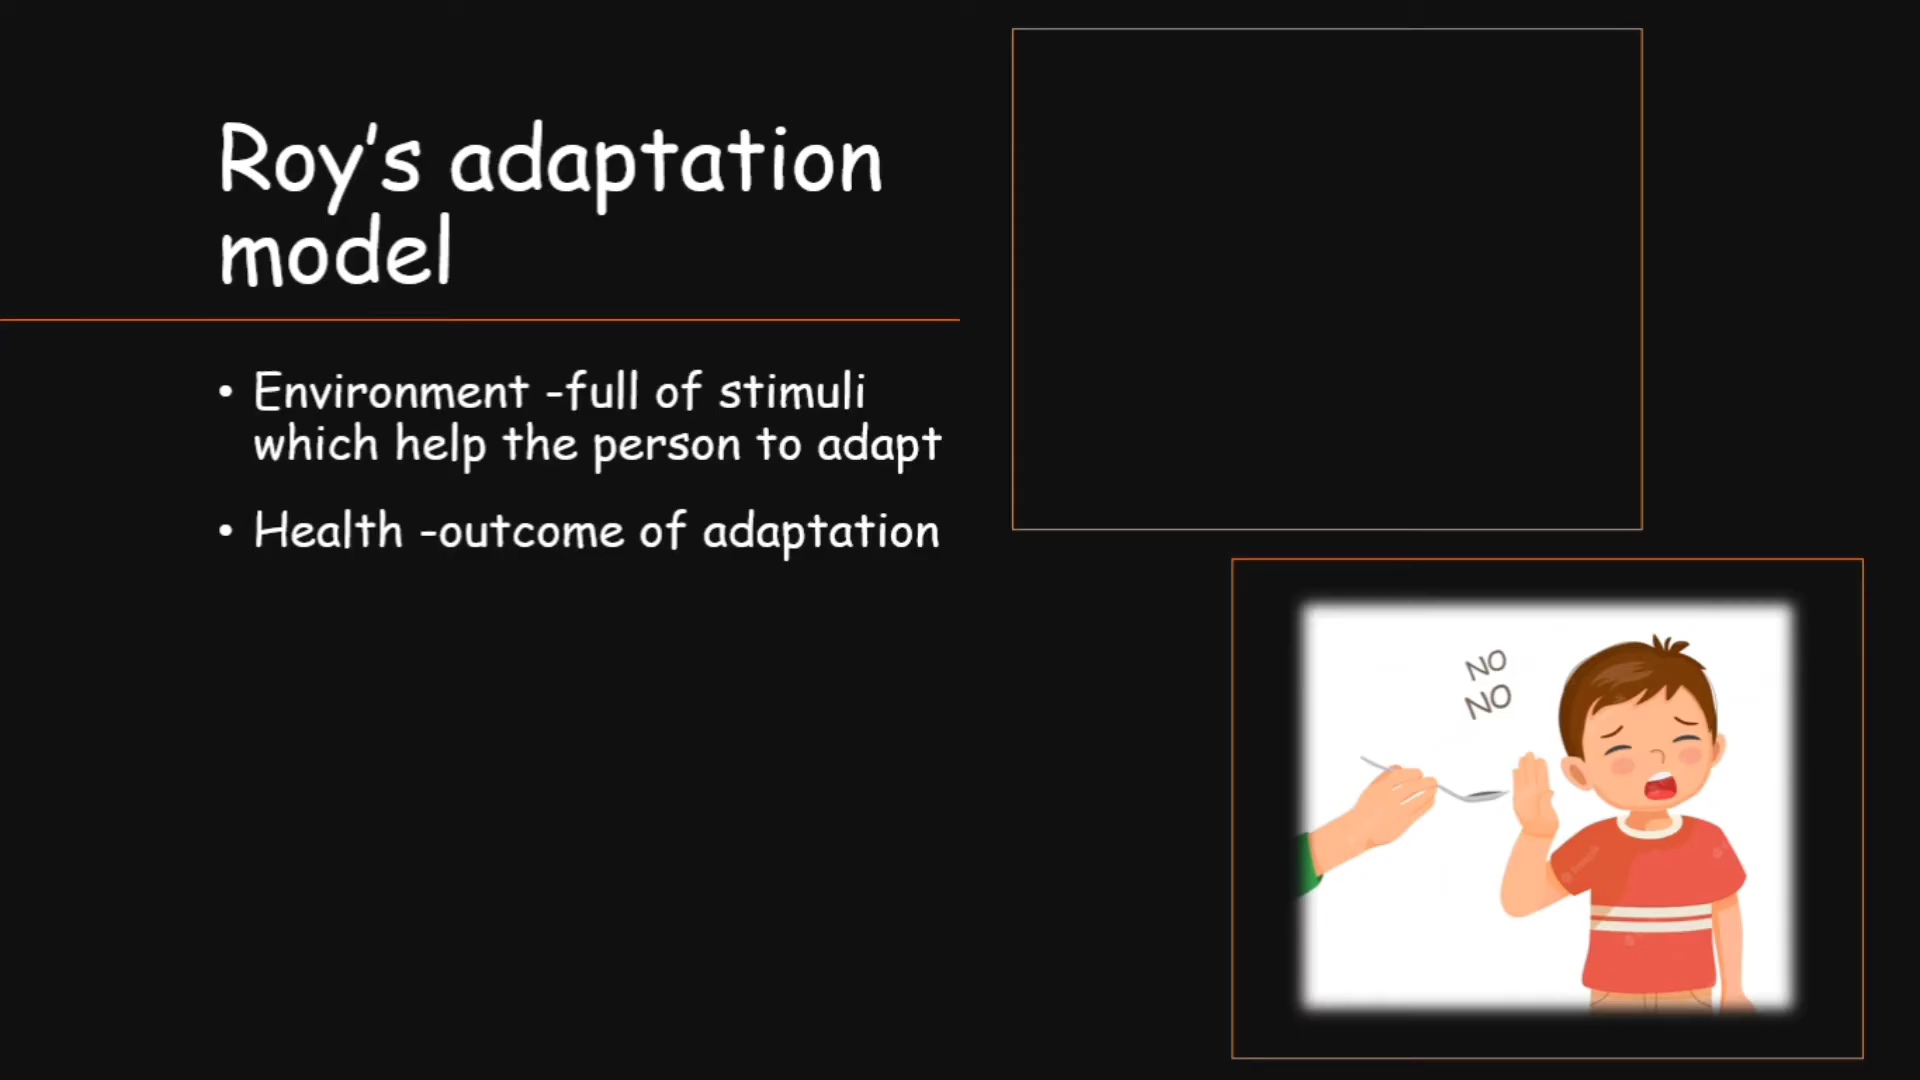 Roy’s adaptation
model
• Environment -full of stimuli
which help the person to adapt
• Health -outcome of adaptation
NO
NO